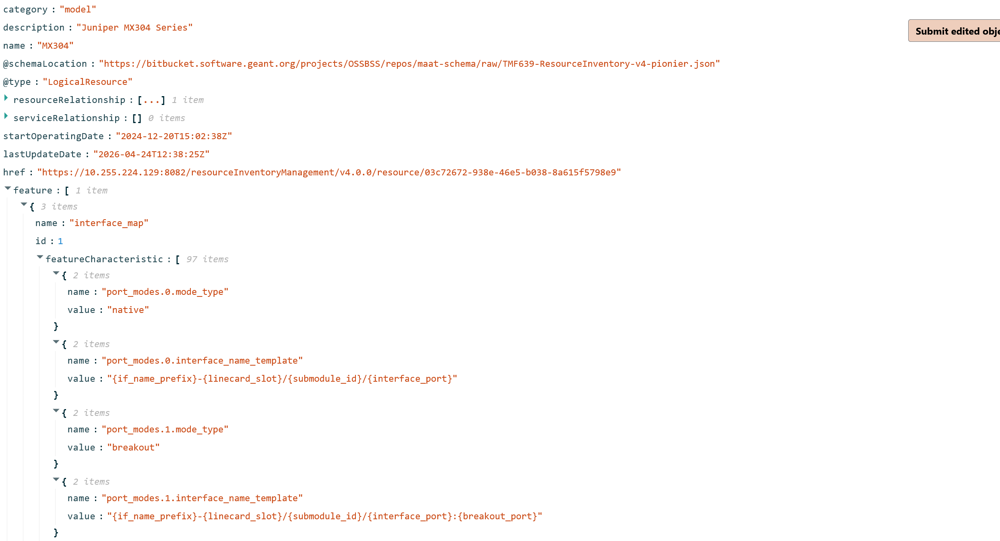 category : "model"
description : "Juniper MX304 Series"
Submit edited obje
name : "MX304"
@schemaLocation : "https://bitbucket.software.geant.org/projects/OSSBSS/repos/maat-schema/raw/TMF639-ResourceInventory-v4-pionier.json"
@type : "LogicalResource"
resourceRelationship : [...] 1 item
serviceRelationship : [] 0 items
startOperatingDate : "2024-12-20T15:02:38Z"
lastUpdateDate : "2026-04-24T12:38:25Z"
href : "https://10.255.224.129:8082/resourceInventoryManagement/v4.0.0/resource/03c72672-938e-46e5-b038-8a615f5798e9"
feature : [ 1 item
{ 3 items
name : "interface_map"
id : 1
featureCharacteristic : [ 97 items
{ 2 items
name : "port_modes.0.mode_type"
value : "native"
}
{ 2 items
name : "port_modes.0.interface_name_template"
value : "{if_name_prefix}-{linecard_slot}/{submodule_id}/{interface_port}"
}
{ 2 items
name : "port_modes.1.mode_type"
value : "breakout"
}
{ 2 items
name : "port_modes.1.interface_name_template"
value : "{if_name_prefix}-{linecard_slot}/{submodule_id}/{interface_port}:{breakout_port}"
}